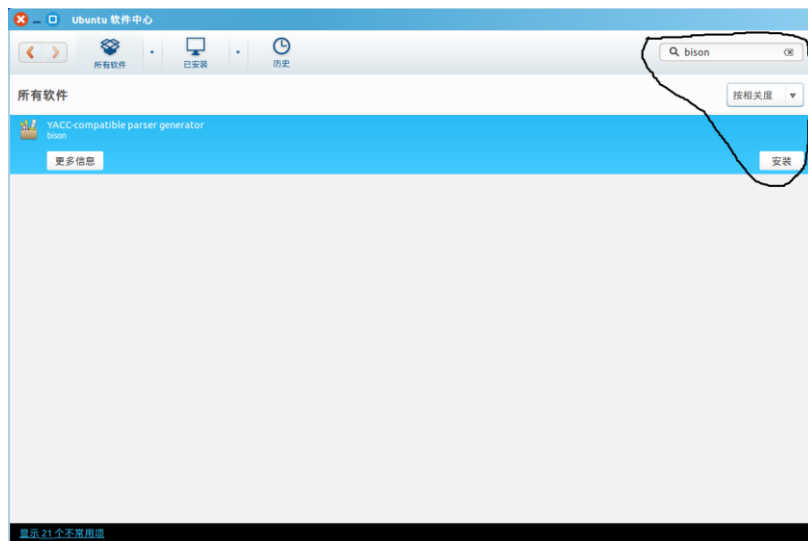 Ubuntu 软件中心
所有软件
已安装
历史
bison
所有软件
按相关度
YACC-compatible parser generator
bison
更多信息
安装
显示 21 个不常用项